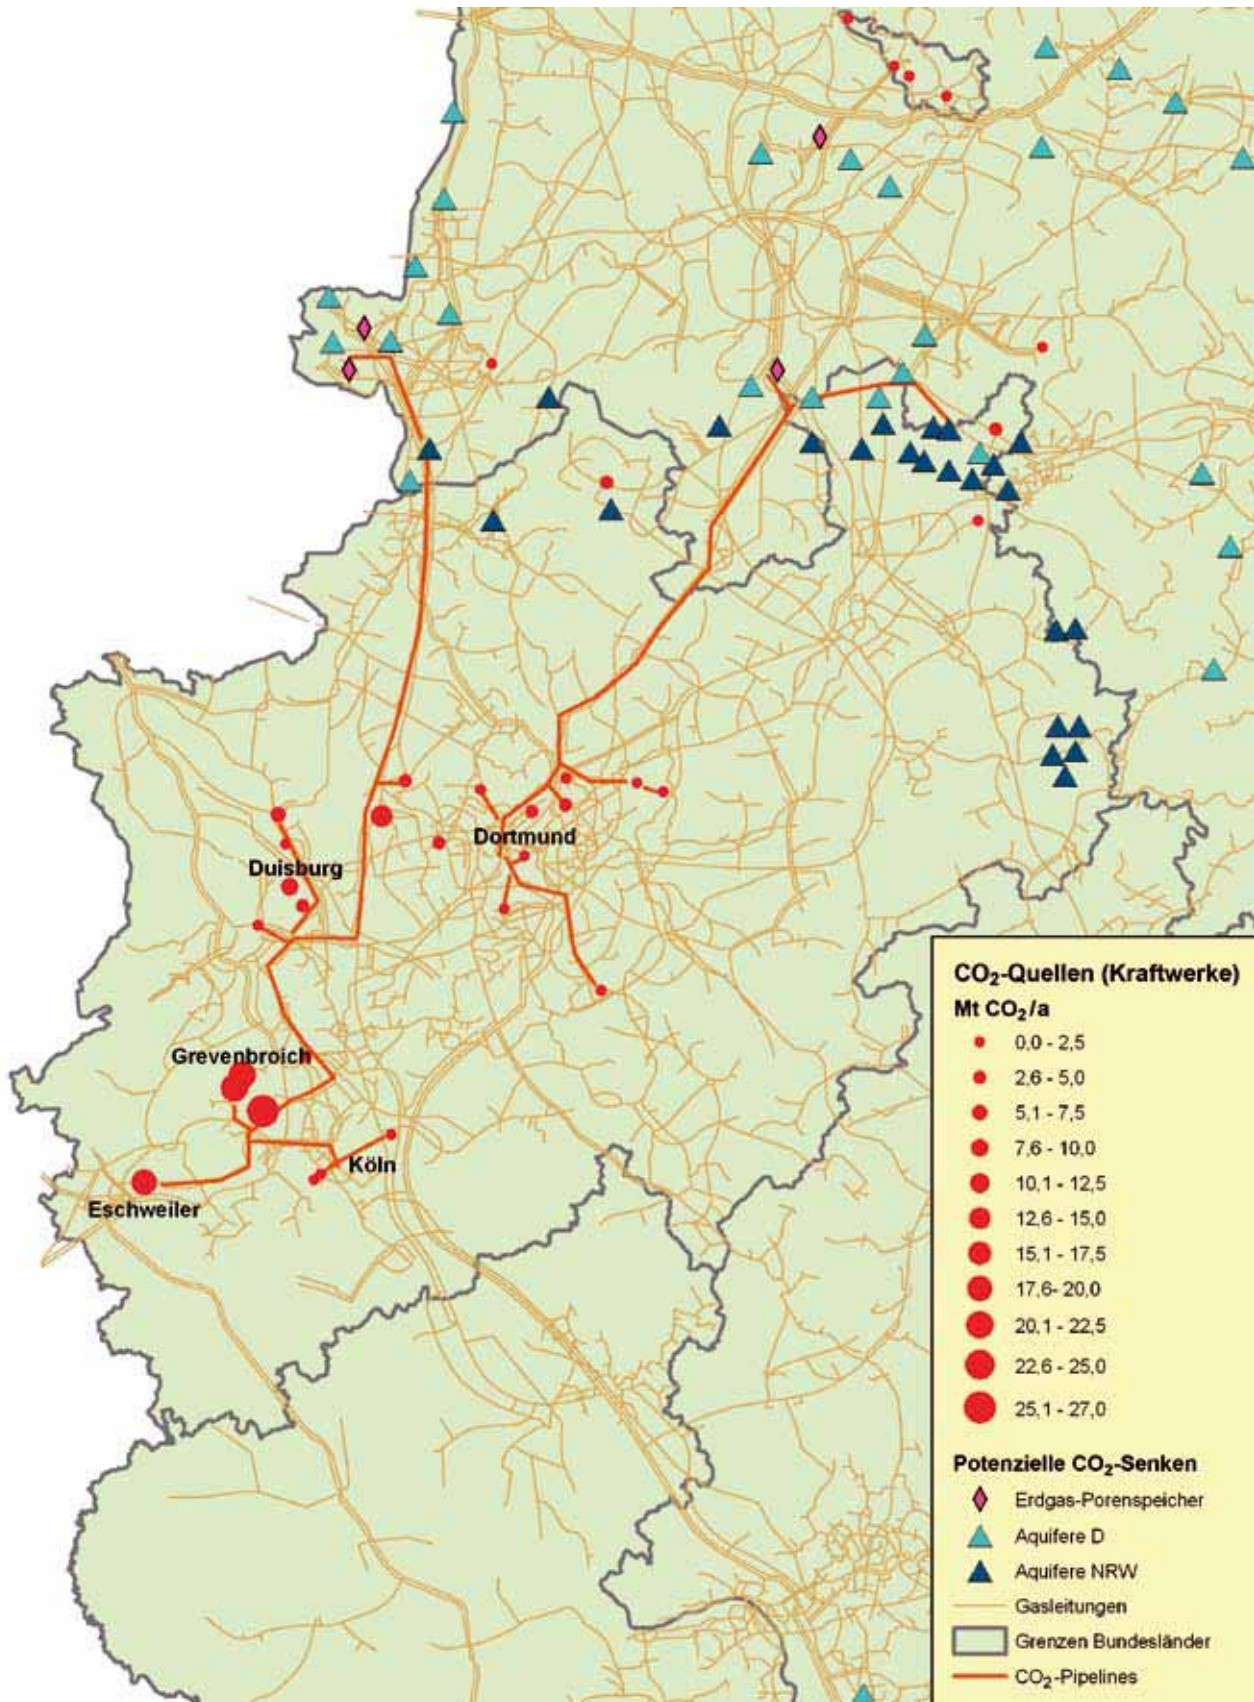 Duisburg
Dortmund
Grevenbroich
Köln
Eschweiler
CO₂-Quellen (Kraftwerke)
Mt CO₂/a
0,0 - 2,5
2,6 - 5,0
5,1 - 7,5
7,6 - 10,0
10,1 - 12,5
12,6 - 15,0
15,1 - 17,5
17,6- 20,0
20,1 - 22,5
22,6 - 25,0
25,1 - 27,0
Potenzielle CO₂-Senken
Erdgas-Porenspeicher
Aquifere D
Aquifere NRW
Gasleitungen
Grenzen Bundesländer
CO₂-Pipelines